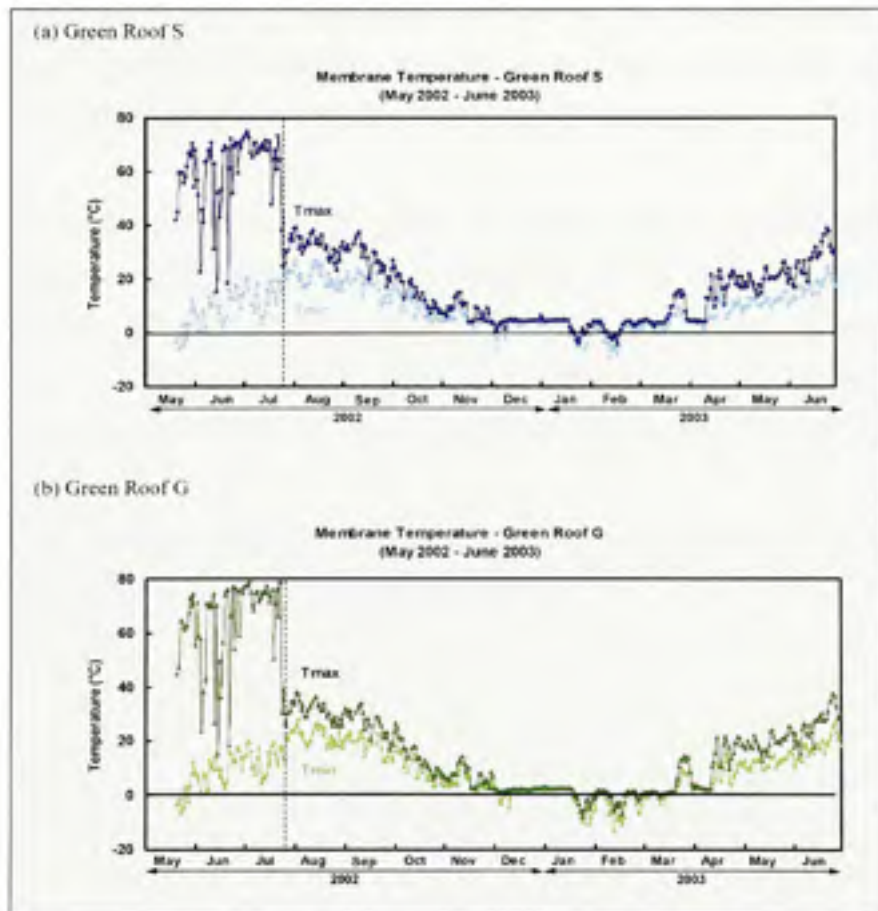 (a) Green Roof S
Membrane Temperature - Green Roof S
(May 2002 - June 2003)
80
60
40
20
0
-20
Temperature (°C)
Tmax
May Jun Jul Aug Sep Oct Nov Dec Jan Feb Mar Apr May Jun
2002 2003
(b) Green Roof G
Membrane Temperature - Green Roof G
(May 2002 - June 2003)
80
60
40
20
0
-20
Temperature (°C)
Tmax
May Jun Jul Aug Sep Oct Nov Dec Jan Feb Mar Apr May Jun
2002 2003